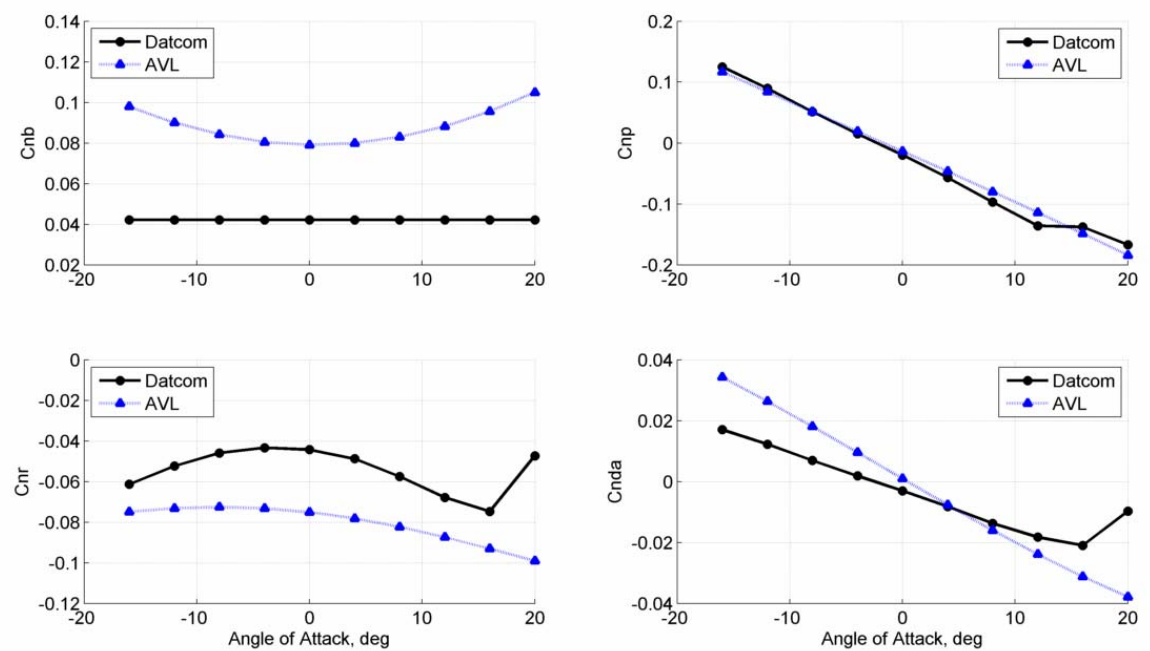 0.14
0.12
0.1
0.08
0.06
0.04
0.02
Cnb
Datcom
AVL
-20 -10 0 10 20
0.2
0.1
0
-0.1
-0.2
Cnp
Datcom
AVL
-20 -10 0 10 20
0
-0.02
-0.04
-0.06
-0.08
-0.1
-0.12
Cnr
Datcom
AVL
-20 -10 0 10 20
Angle of Attack, deg
0.04
0.02
0
-0.02
-0.04
Cnda
Datcom
AVL
-20 -10 0 10 20
Angle of Attack, deg